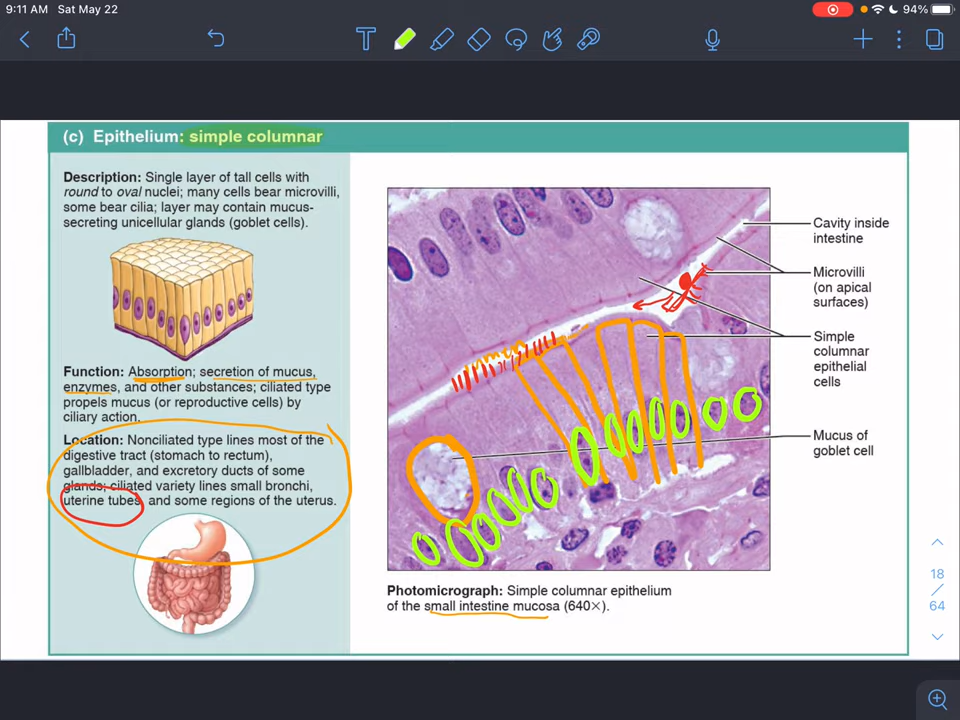 9:11 AM Sat May 22
94%
T
(c) Epithelium: simple columnar
Description: Single layer of tall cells with
round to oval nuclei; many cells bear microvilli,
some bear cilia; layer may contain mucus-
secreting unicellular glands (goblet cells).
Function: Absorption; secretion of mucus,
enzymes, and other substances; ciliated type
propels mucus (or reproductive cells) by
ciliary action.
Location: Nonciliated type lines most of the
digestive tract (stomach to rectum),
gallbladder, and excretory ducts of some
glands; ciliated variety lines small bronchi,
uterine tubes, and some regions of the uterus.
Cavity inside
intestine
Microvilli
(on apical
surfaces)
Simple
columnar
epithelial
cells
Mucus of
goblet cell
Photomicrograph: Simple columnar epithelium
of the small intestine mucosa (640×).
18
/
64